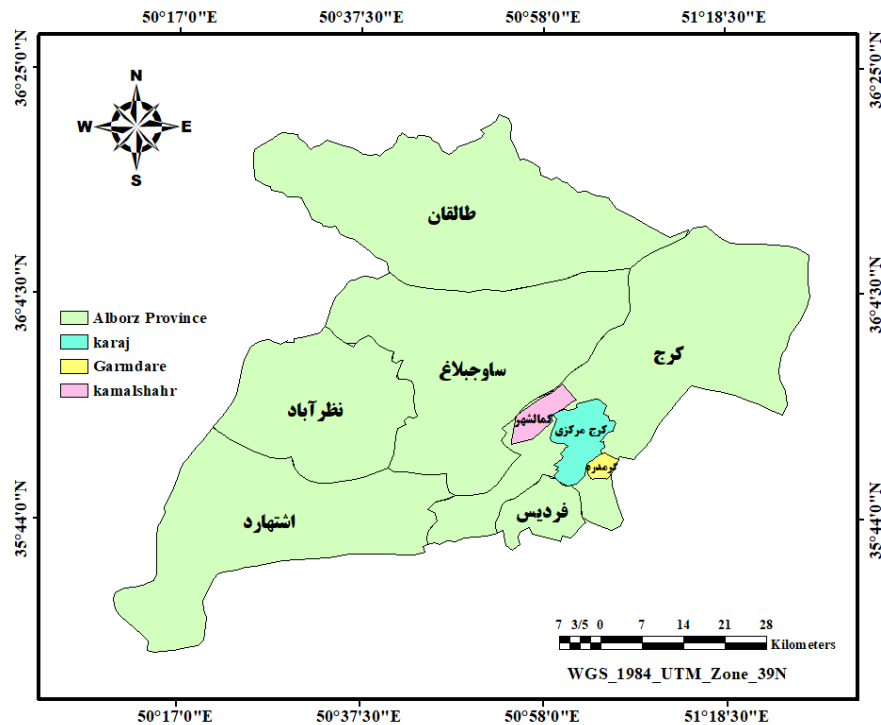 50°17'0"E 50°37'30"E 50°58'0"E 51°18'30"E
36°25'0"N 36°25'0"N
N
W E
S
طالقان
36°4'30"N 36°4'30"N
Alborz Province
karaj
Garmdare
kamalshahr
کرج
ساوجبلاغ
نظرآباد
کمالشهر
کرج مرکزی
گرمدره
فردیس
اشتهارد
35°44'0"N 35°44'0"N
7 3/5 0 7 14 21 28
Kilometers
WGS_1984_UTM_Zone_39N
50°17'0"E 50°37'30"E 50°58'0"E 51°18'30"E